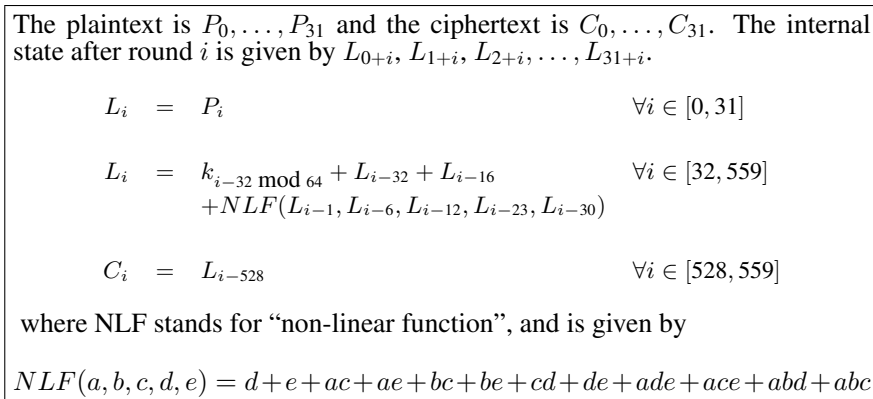 The plaintext is P_0, . . . , P_31 and the ciphertext is C_0, . . . , C_31. The internal
state after round i is given by L_{0+i}, L_{1+i}, L_{2+i}, . . . , L_{31+i}.
L_i = P_i ∀i ∈ [0, 31]
L_i = k_{i−32 mod 64} + L_{i−32} + L_{i−16} ∀i ∈ [32, 559]
+NLF(L_{i−1}, L_{i−6}, L_{i−12}, L_{i−23}, L_{i−30})
C_i = L_{i−528} ∀i ∈ [528, 559]
where NLF stands for “non-linear function”, and is given by
NLF(a, b, c, d, e) = d+e+ac+ae+bc+be+cd+de+ade+ace+abd+abc